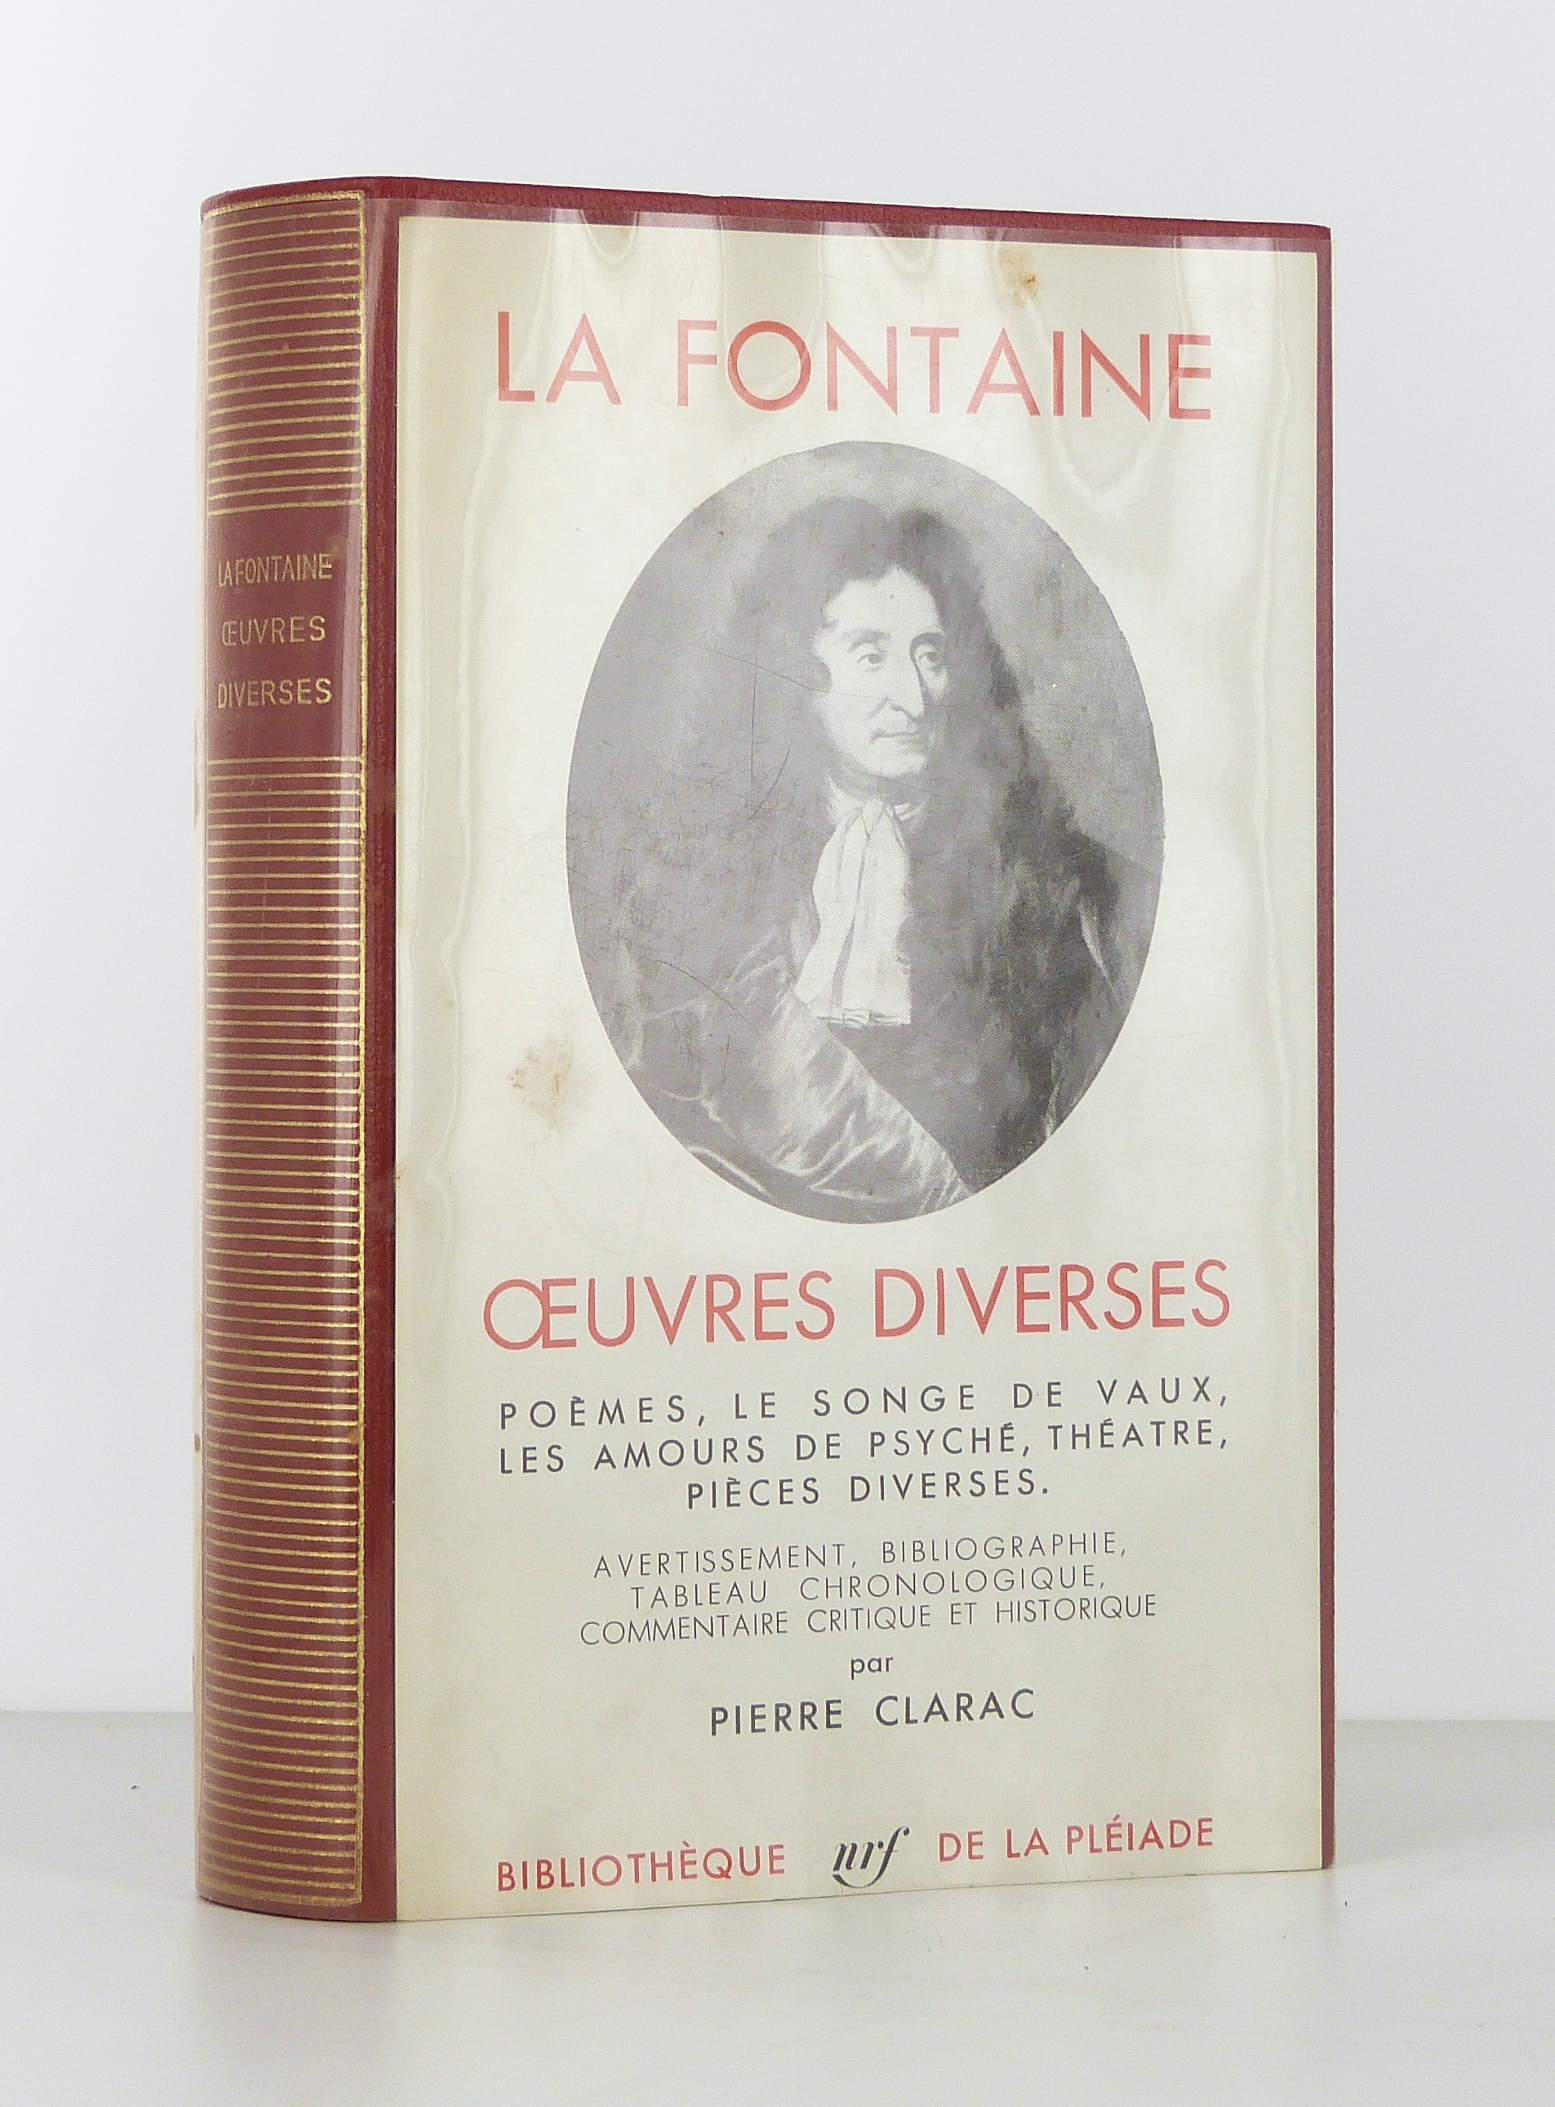 LA FONTAINE
ŒUVRES
DIVERSES
LA FONTAINE
ŒUVRES DIVERSES
POÈMES, LE SONGE DE VAUX,
LES AMOURS DE PSYCHÉ, THÉATRE,
PIÈCES DIVERSES.
AVERTISSEMENT, BIBLIOGRAPHIE,
TABLEAU CHRONOLOGIQUE,
COMMENTAIRE CRITIQUE ET HISTORIQUE
par
PIERRE CLARAC
BIBLIOTHÈQUE nrf DE LA PLÉIADE